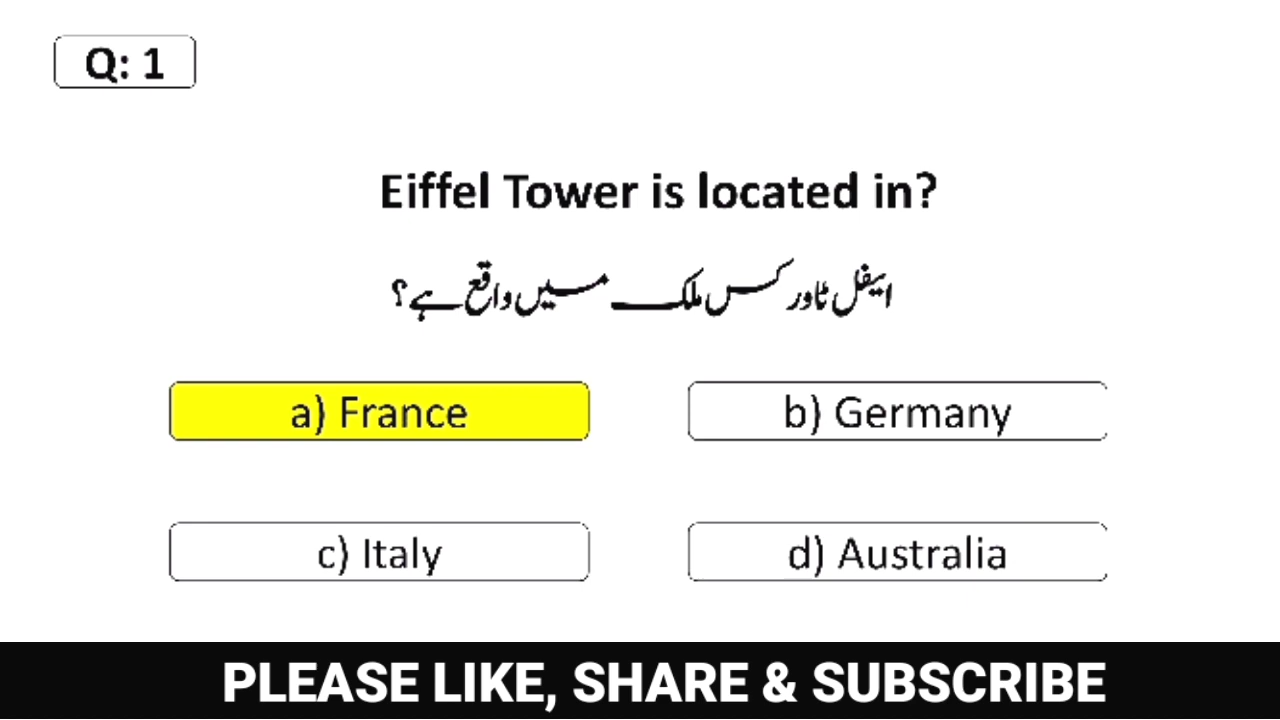 Q: 1
Eiffel Tower is located in?
ایفل ٹاور کس ملک میں واقع ہے؟
a) France
b) Germany
c) Italy
d) Australia
PLEASE LIKE, SHARE & SUBSCRIBE